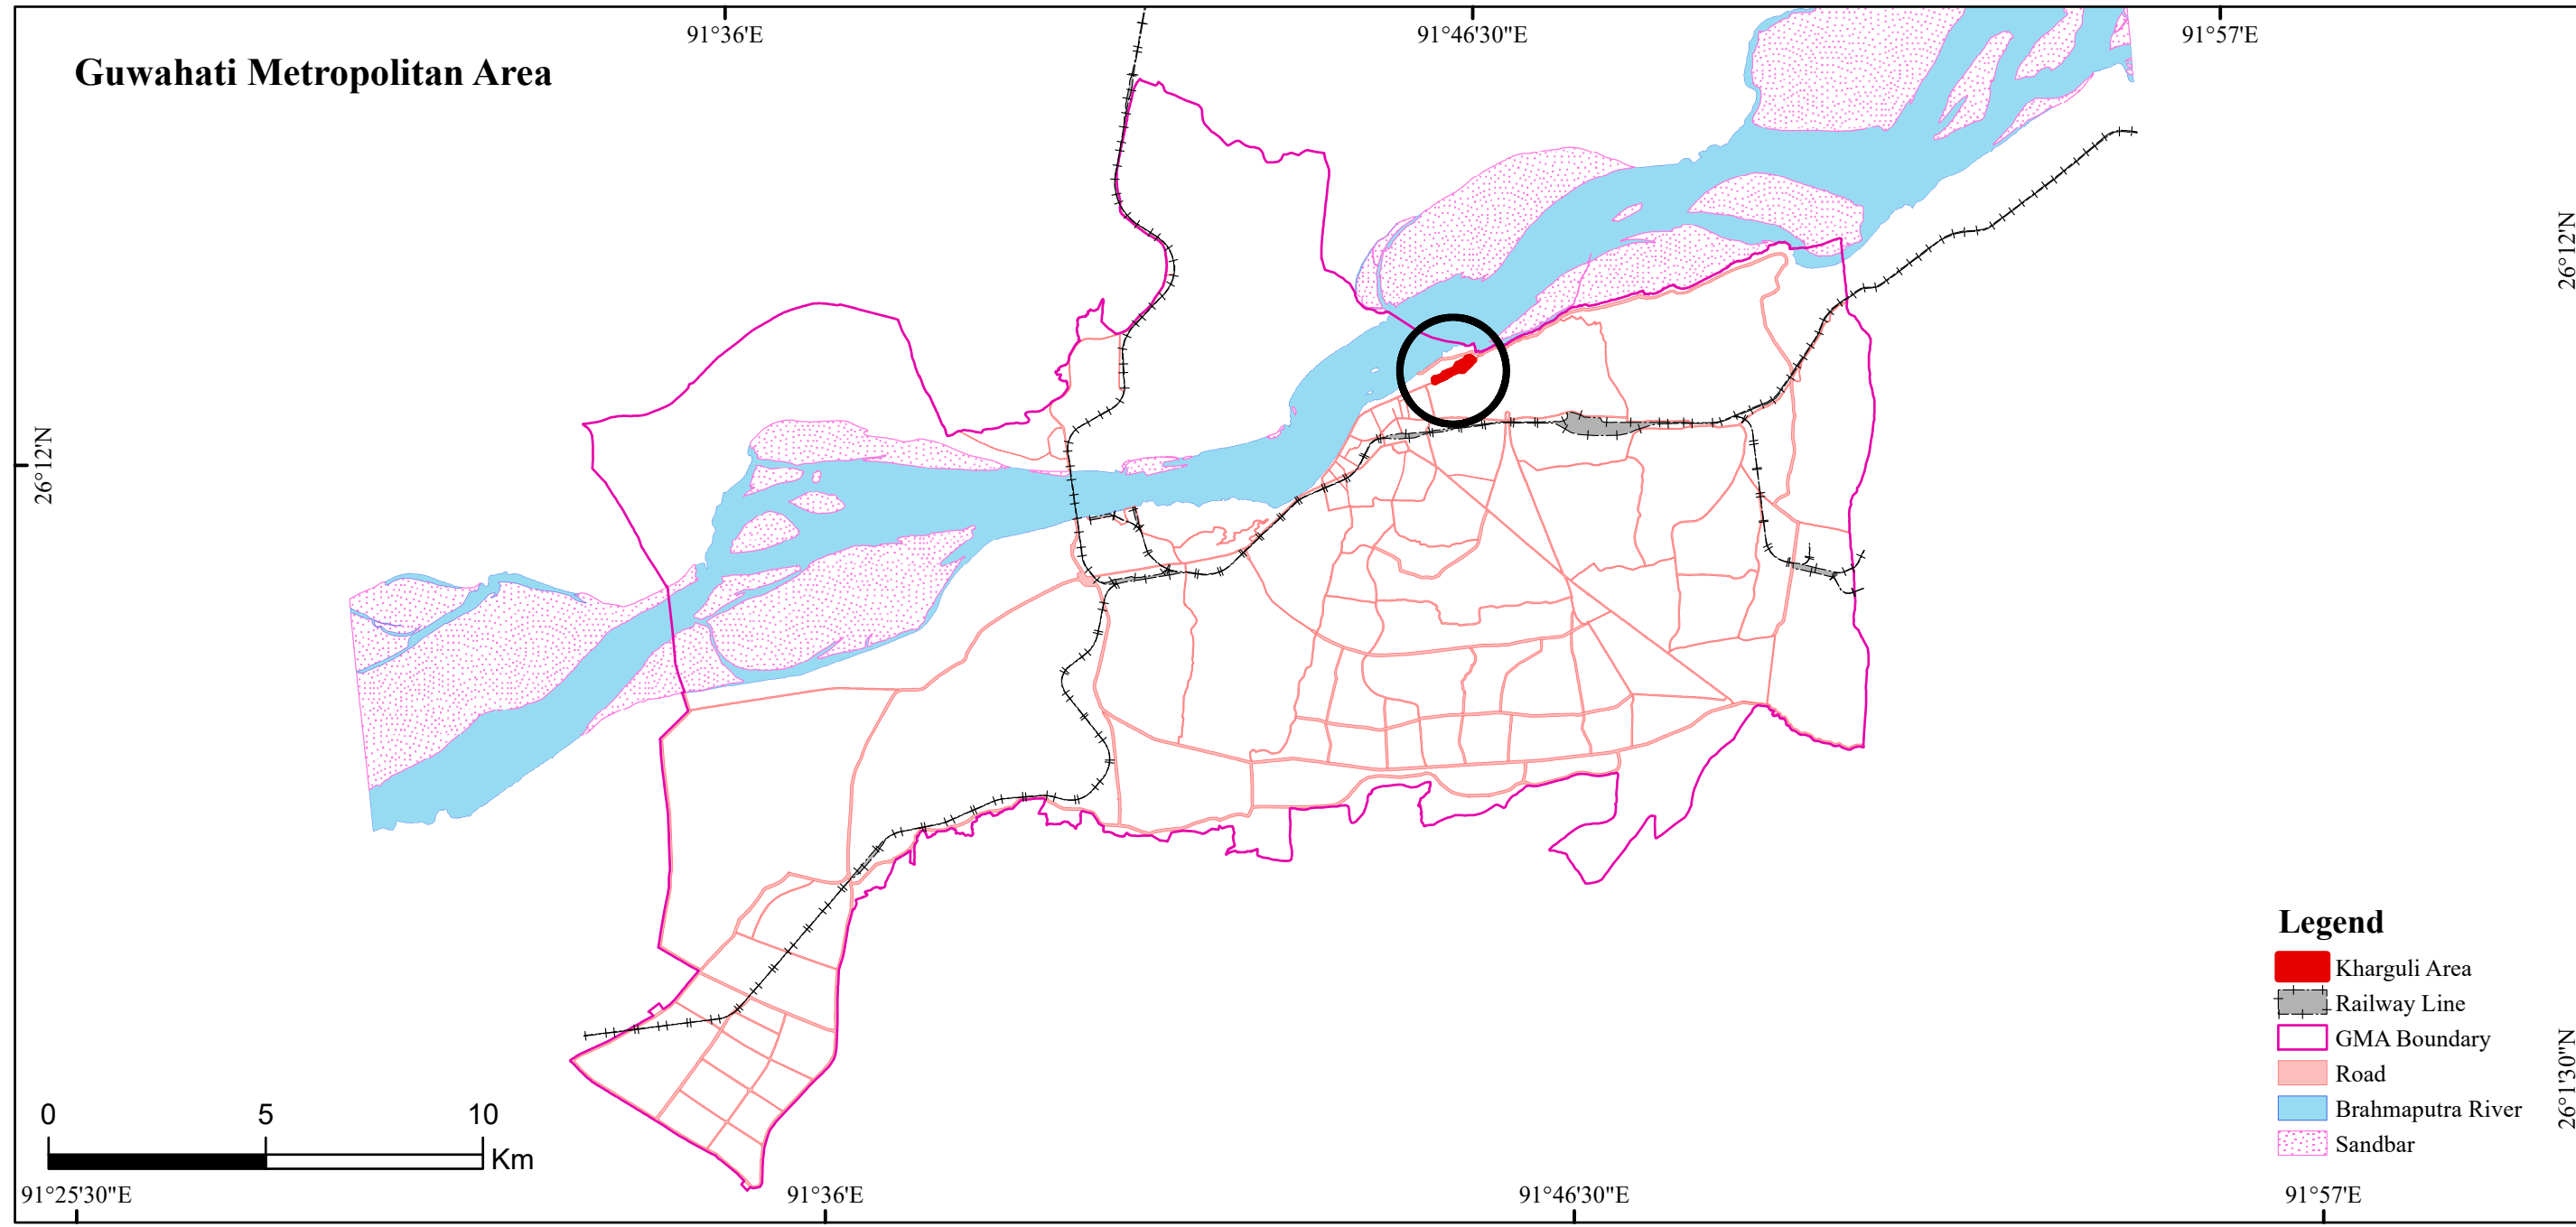 91°36'E
91°46'30"E
91°57'E
Guwahati Metropolitan Area
26°12'N
26°12'N
Legend
Kharguli Area
Railway Line
GMA Boundary
Road
Brahmaputra River
Sandbar
26°1'30"N
0 5 10
Km
91°25'30"E
91°36'E
91°46'30"E
91°57'E